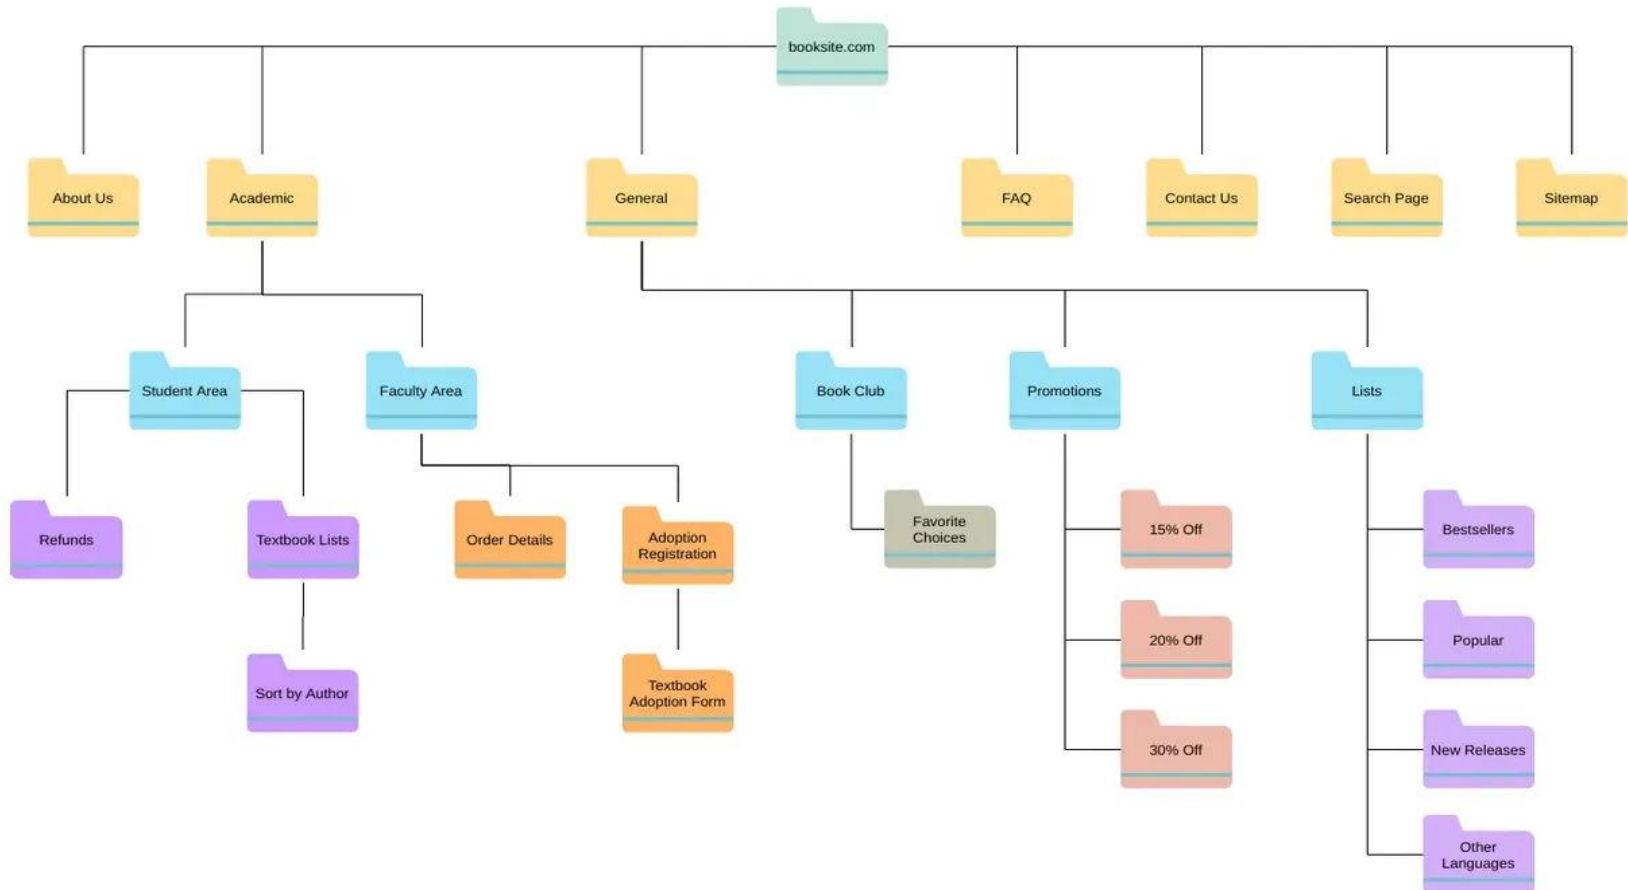 booksite.com
About Us
Academic
General
FAQ
Contact Us
Search Page
Sitemap
Student Area
Faculty Area
Book Club
Promotions
Lists
Refunds
Textbook Lists
Order Details
Adoption
Registration
Favorite
Choices
15% Off
Bestsellers
20% Off
Popular
Sort by Author
Textbook
Adoption Form
30% Off
New Releases
Other
Languages